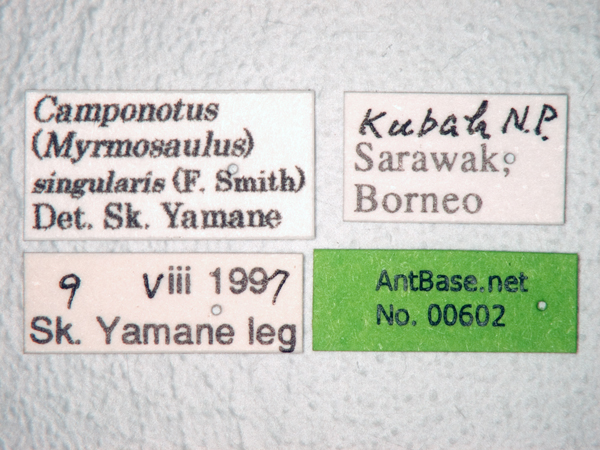 Camponotus
(Myrmosaulus)
singularis (F. Smith)
Det. Sk. Yamane
Kubah N.P.
Sarawak,
Borneo
9 viii 1997
Sk. Yamane leg
AntBase.net
No. 00602